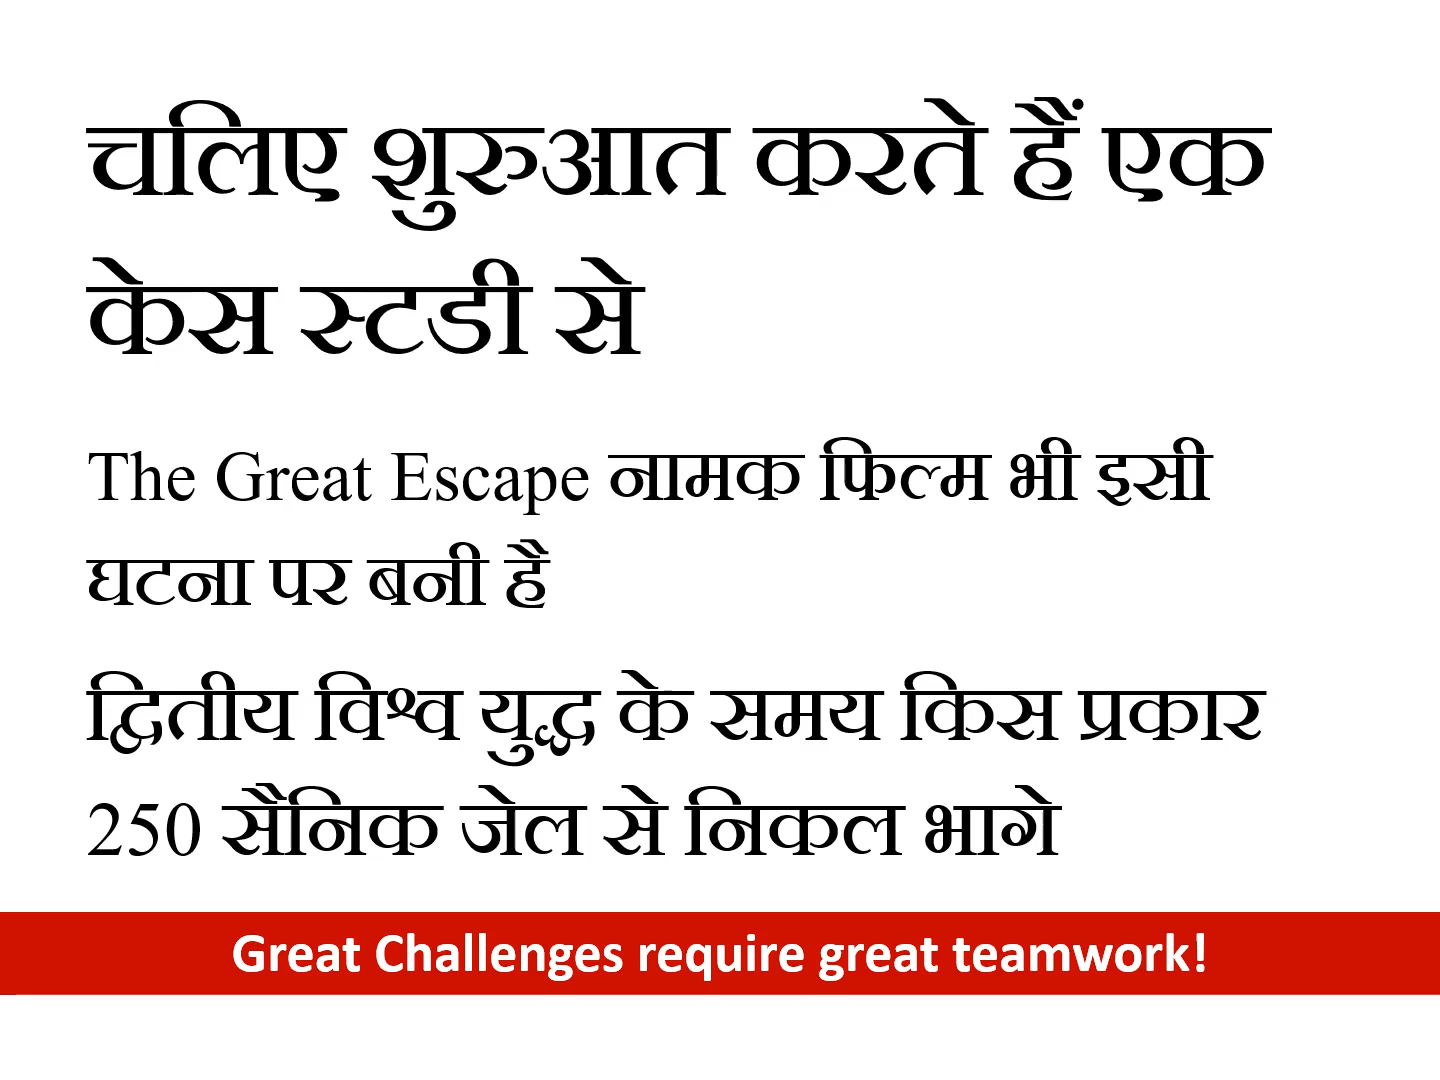 चलिए शुरुआत करते हैं एक
केस स्टडी से
The Great Escape नामक फिल्म भी इसी
घटना पर बनी है
द्वितीय विश्व युद्ध के समय किस प्रकार
250 सैनिक जेल से निकल भागे
Great Challenges require great teamwork!